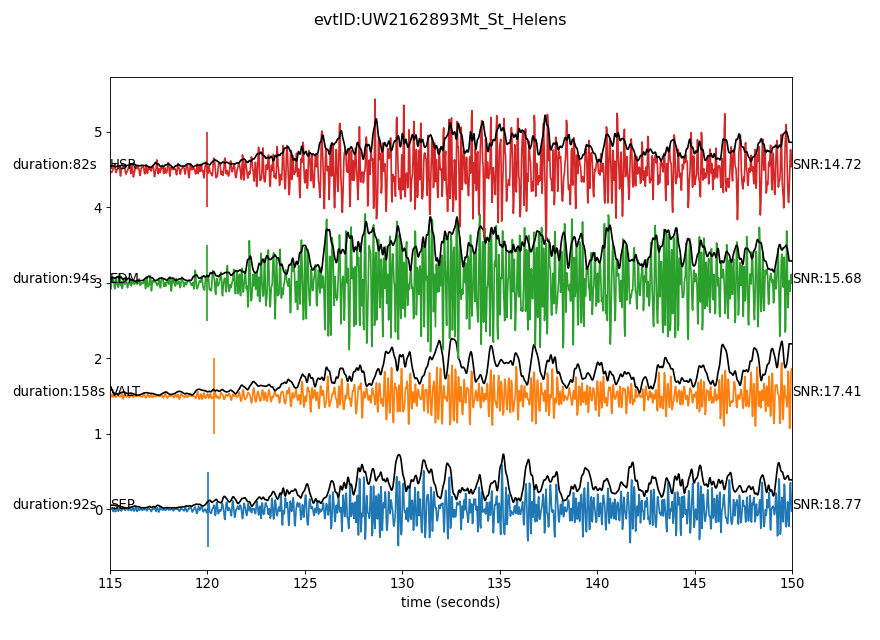 evtID:UW2162893Mt_St_Helens
5
duration:82s HSR SNR:14.72
4
duration:94s EDM SNR:15.68
3
2
duration:158s VALT SNR:17.41
1
duration:92s SEP SNR:18.77
0
115 120 125 130 135 140 145 150
time (seconds)